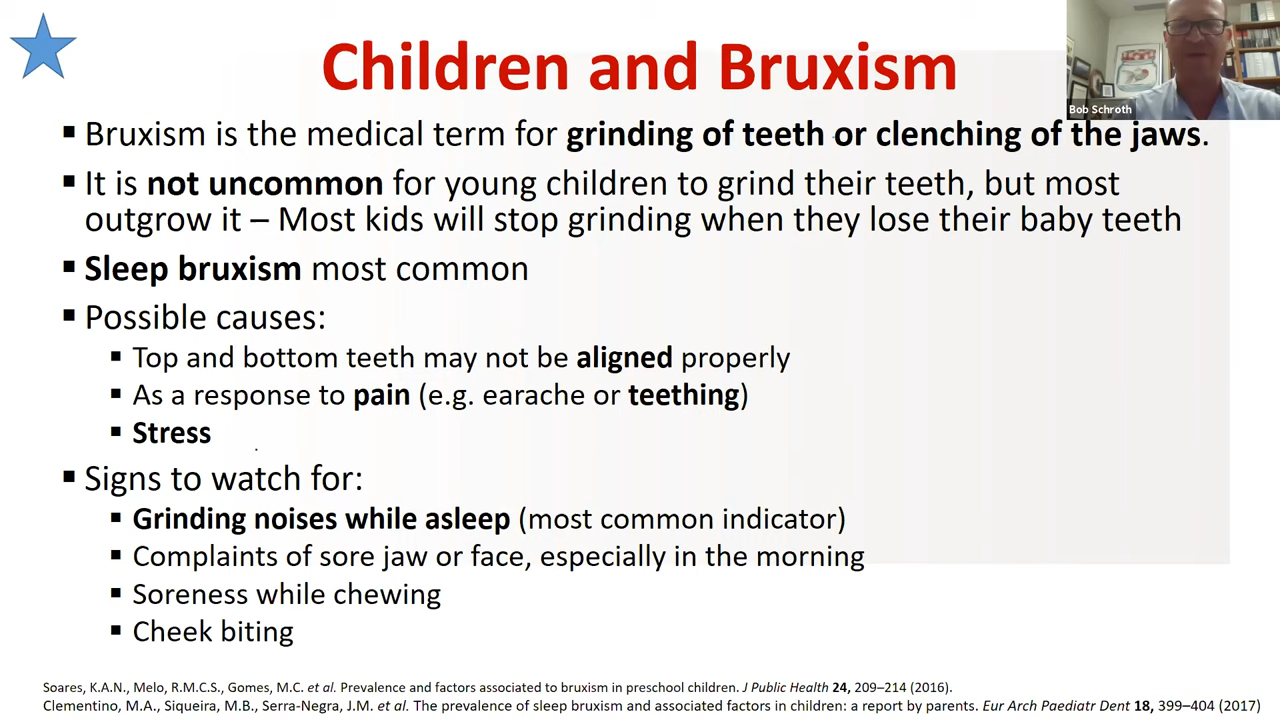 Children and Bruxism
Bob Schroth
▪ Bruxism is the medical term for grinding of teeth or clenching of the jaws.
▪ It is not uncommon for young children to grind their teeth, but most
outgrow it – Most kids will stop grinding when they lose their baby teeth
▪ Sleep bruxism most common
▪ Possible causes:
▪ Top and bottom teeth may not be aligned properly
▪ As a response to pain (e.g. earache or teething)
▪ Stress
▪ Signs to watch for:
▪ Grinding noises while asleep (most common indicator)
▪ Complaints of sore jaw or face, especially in the morning
▪ Soreness while chewing
▪ Cheek biting
Soares, K.A.N., Melo, R.M.C.S., Gomes, M.C. et al. Prevalence and factors associated to bruxism in preschool children. J Public Health 24, 209–214 (2016).
Clementino, M.A., Siqueira, M.B., Serra-Negra, J.M. et al. The prevalence of sleep bruxism and associated factors in children: a report by parents. Eur Arch Paediatr Dent 18, 399–404 (2017)